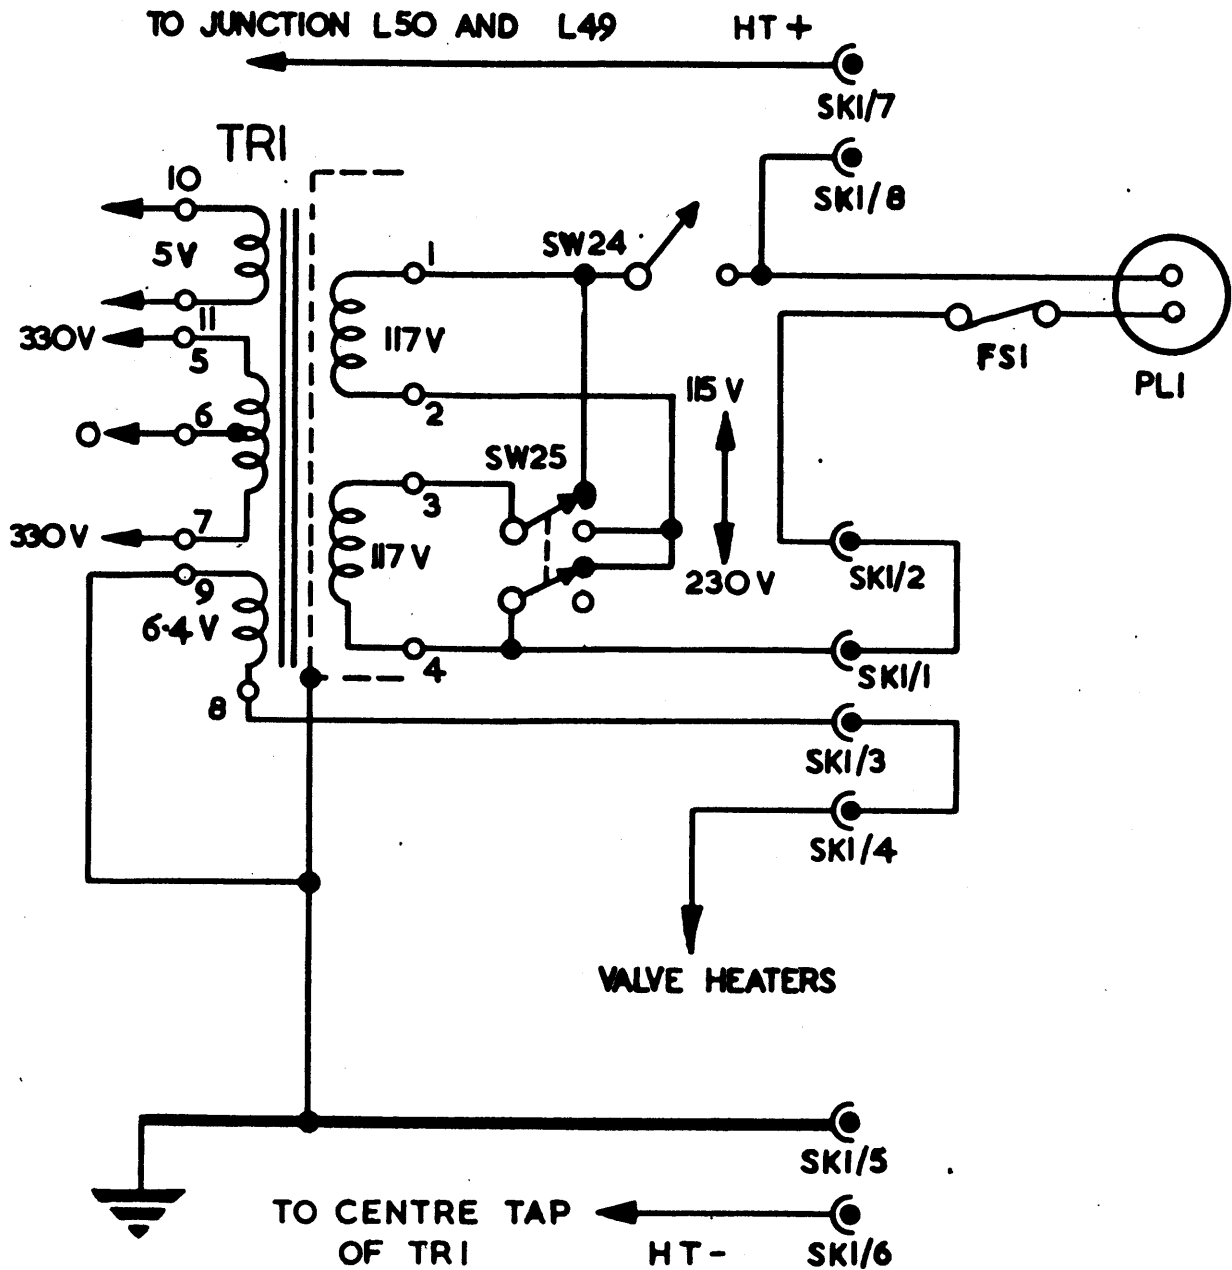 TO JUNCTION L50 AND L49 HT+
SK1/7
TR1
SK1/8
10
5V
11
SW24
1
330V
5
117V
FS1
PL1
2
115V
6
0
SW25
3
117V
7
330V
230V
SK1/2
9
6.4V
4
SK1/1
8
SK1/3
SK1/4
VALVE HEATERS
SK1/5
TO CENTRE TAP
OF TR1 HT- SK1/6